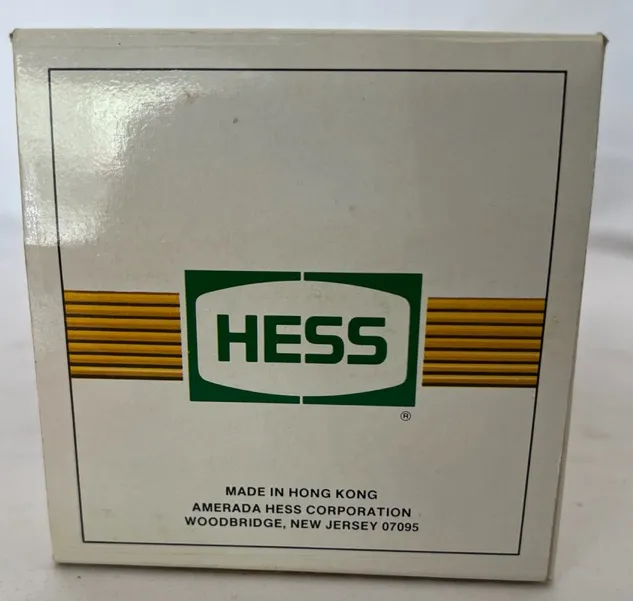 HESS
®
MADE IN HONG KONG
AMERADA HESS CORPORATION
WOODBRIDGE, NEW JERSEY 07095